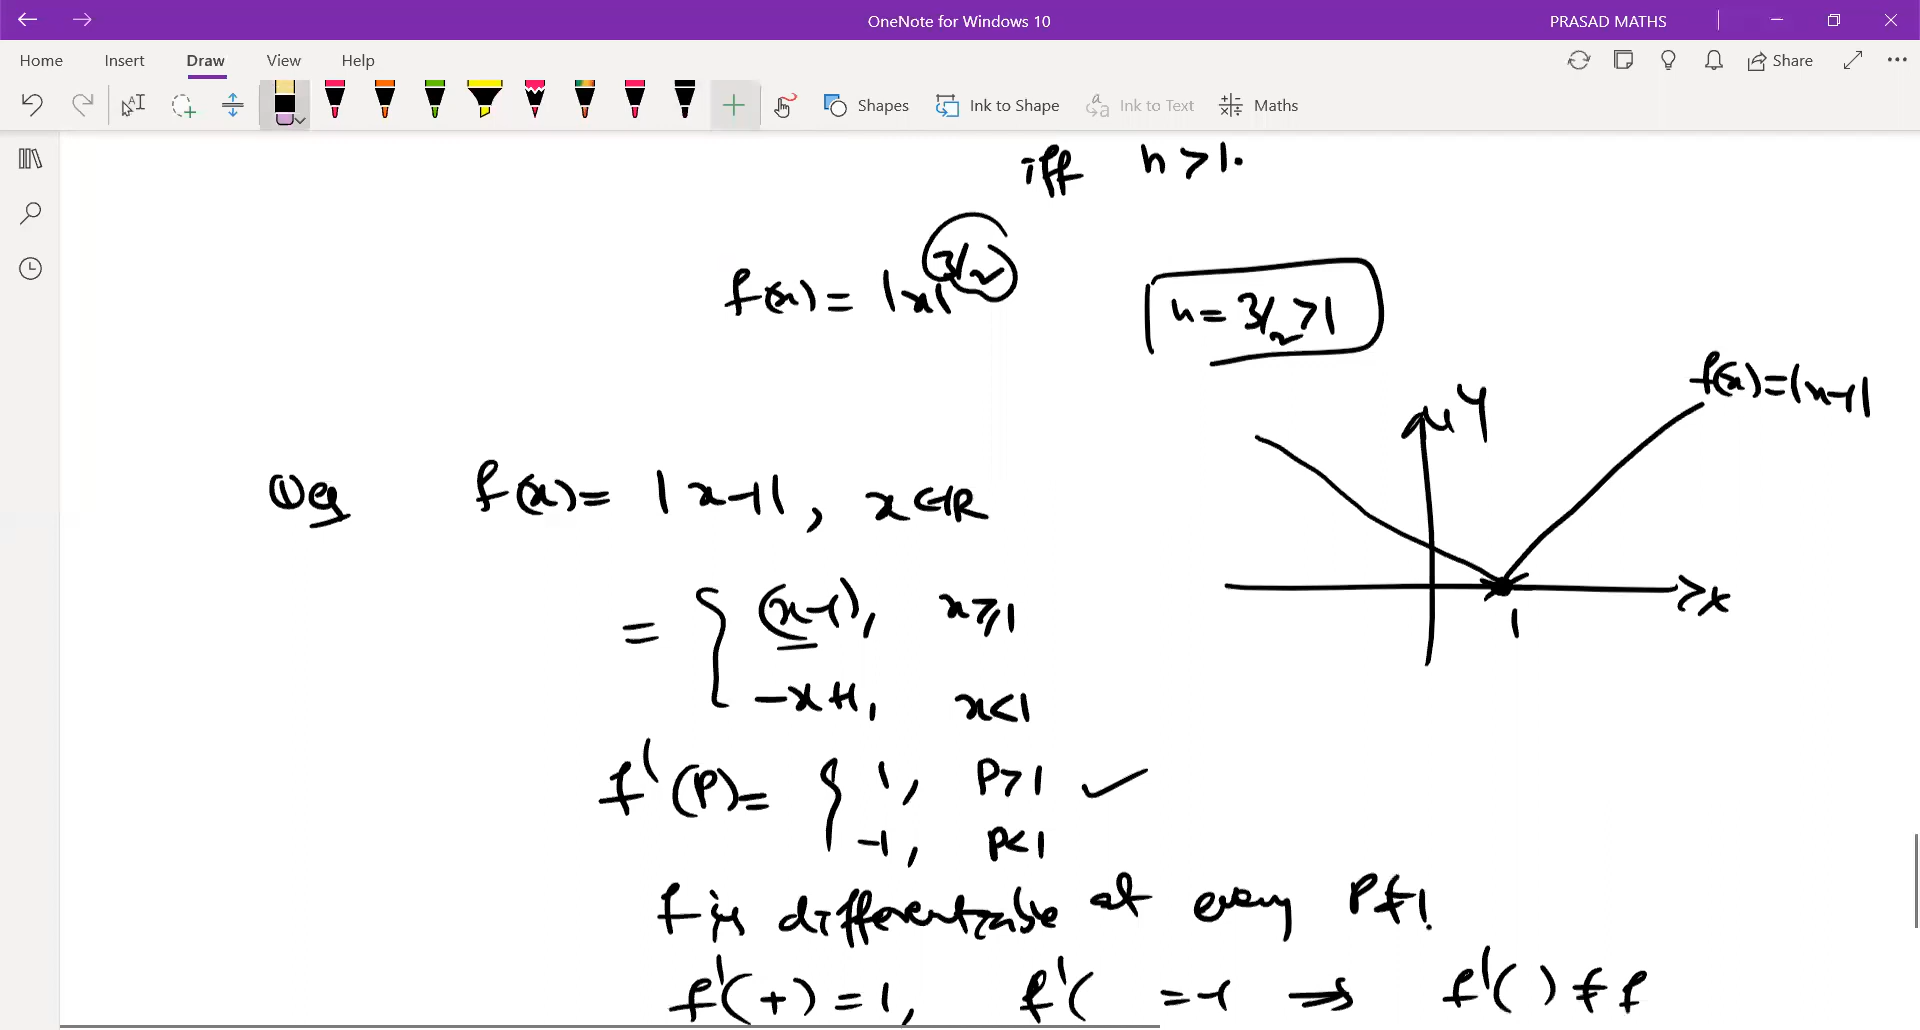 OneNote for Windows 10
PRASAD MATHS
Home Insert Draw View Help
Share
Shapes
Ink to Shape
Ink to Text
Maths
iff n > 1.
f(x) = |x|^3/2
n = 3/2 > 1
f(x) = |x-1|
Y
① eg f(x) = |x-1|, x ∈ R
= { (x-1), x ≥ 1
-x+1, x < 1
X
1
f'(P) = { 1, P > 1 ✓
-1, P < 1
f is differentiable at every P ≠ 1.
f'( +) = 1, f'( = -1 ⇒ f'( ) ≠ f